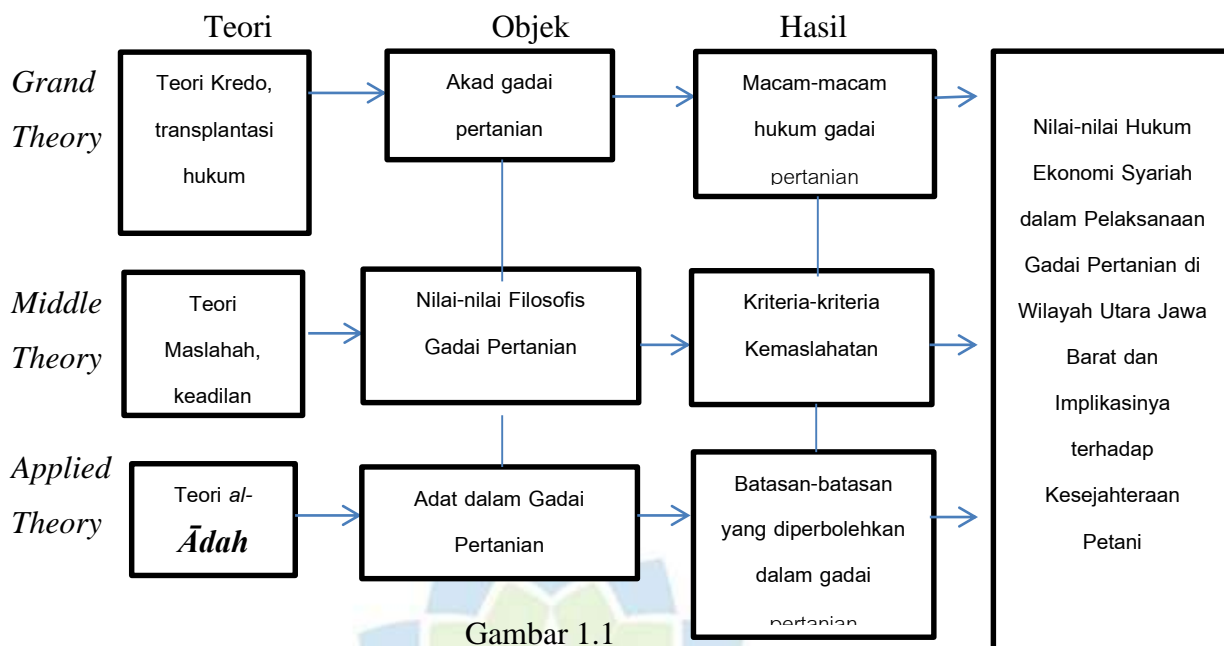 Teori Objek Hasil
Grand
Theory
Teori Kredo,
transplantasi
hukum
Akad gadai
pertanian
Macam-macam
hukum gadai
pertanian
Middle
Theory
Teori
Maslahah,
keadilan
Nilai-nilai Filosofis
Gadai Pertanian
Kriteria-kriteria
Kemaslahatan
Applied
Theory
Teori al-
Ādah
Adat dalam Gadai
Pertanian
Batasan-batasan
yang diperbolehkan
dalam gadai
pertanian
Nilai-nilai Hukum
Ekonomi Syariah
dalam Pelaksanaan
Gadai Pertanian di
Wilayah Utara Jawa
Barat dan
Implikasinya
terhadap
Kesejahteraan
Petani
Gambar 1.1